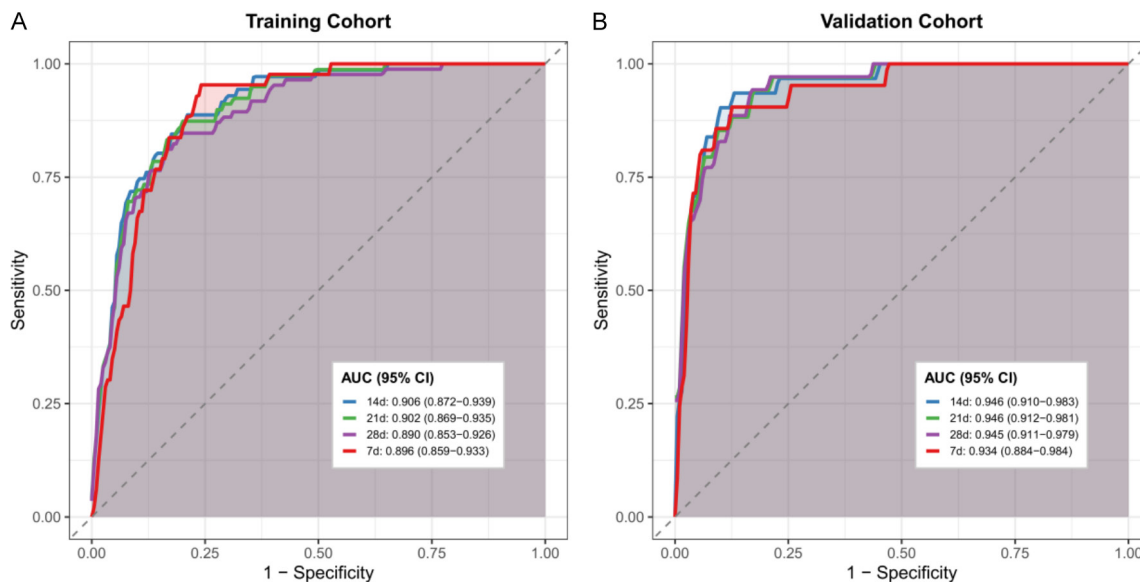 A
Training Cohort
Sensitivity
1.00
0.75
0.50
0.25
0.00
AUC (95% CI)
14d: 0.906 (0.872−0.939)
21d: 0.902 (0.869−0.935)
28d: 0.890 (0.853−0.926)
7d: 0.896 (0.859−0.933)
0.00 0.25 0.50 0.75 1.00
1 − Specificity
B
Validation Cohort
Sensitivity
1.00
0.75
0.50
0.25
0.00
AUC (95% CI)
14d: 0.946 (0.910−0.983)
21d: 0.946 (0.912−0.981)
28d: 0.945 (0.911−0.979)
7d: 0.934 (0.884−0.984)
0.00 0.25 0.50 0.75 1.00
1 − Specificity